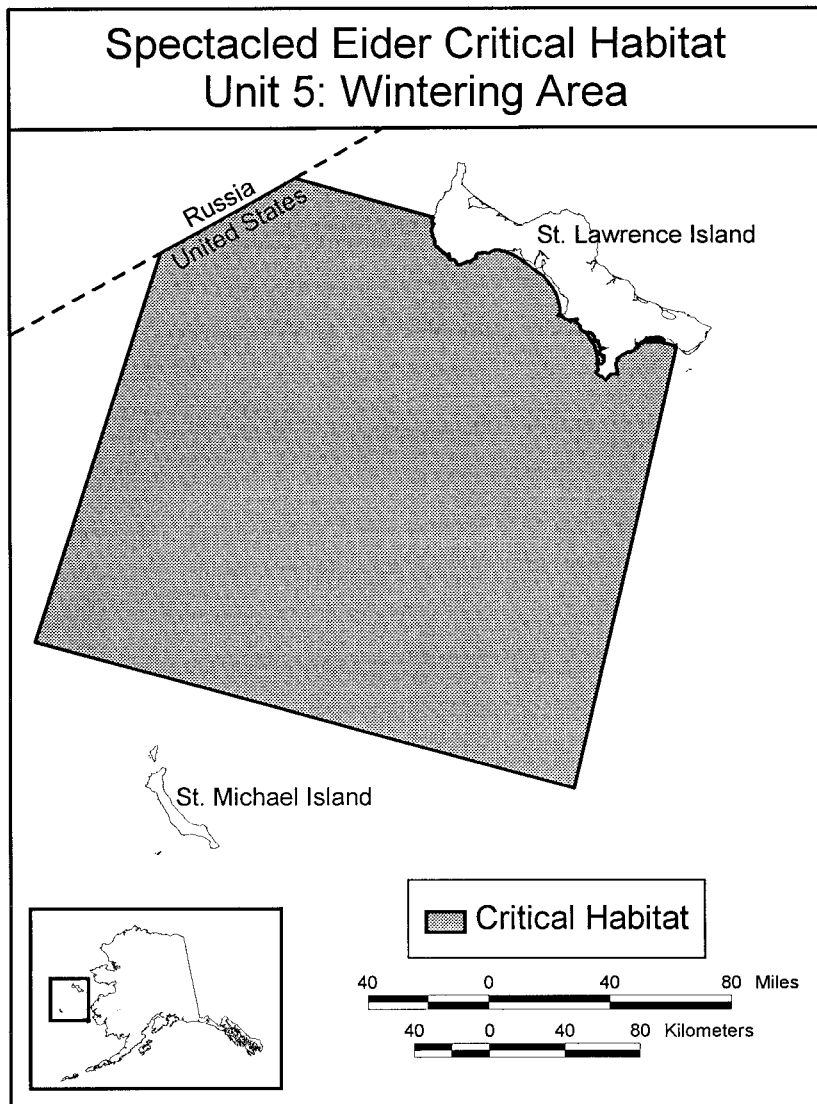 Spectacled Eider Critical Habitat
Unit 5: Wintering Area
Russia
United States
St. Lawrence Island
St. Michael Island
Critical Habitat
40 0 40 80 Miles
40 0 40 80 Kilometers